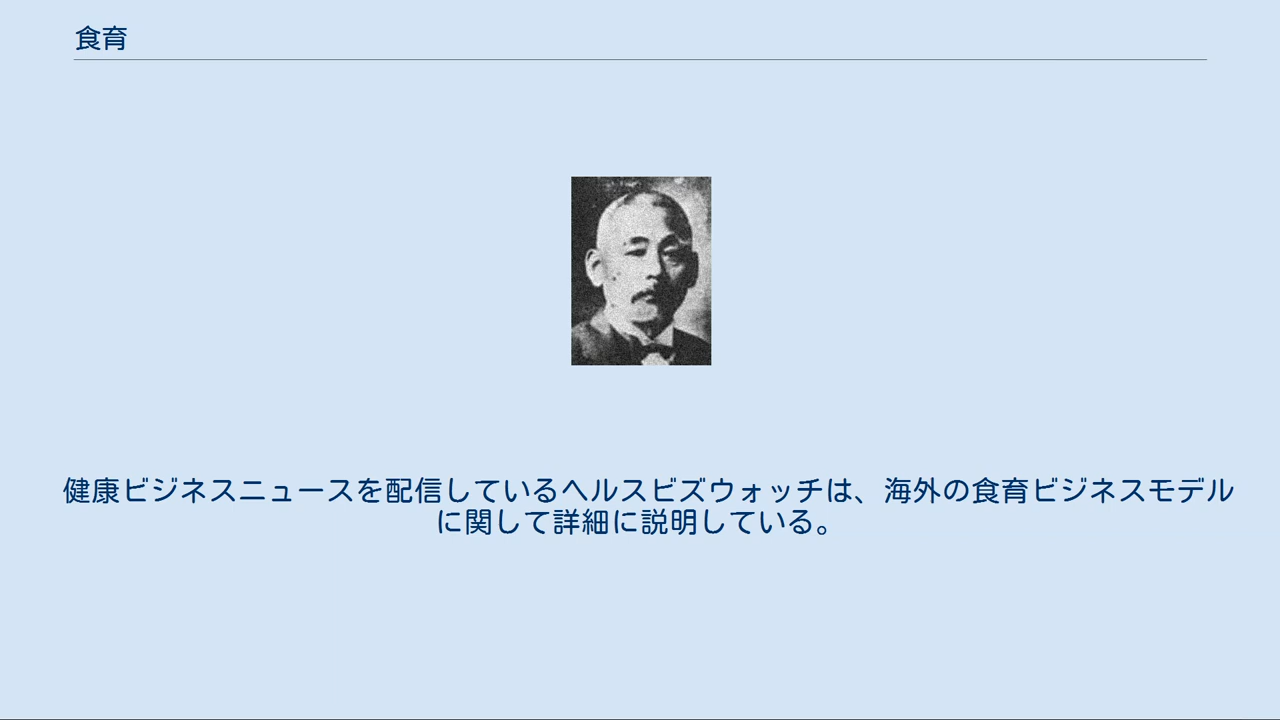 食育
健康ビジネスニュースを配信しているヘルスビズウォッチは、海外の食育ビジネスモデル
に関して詳細に説明している。